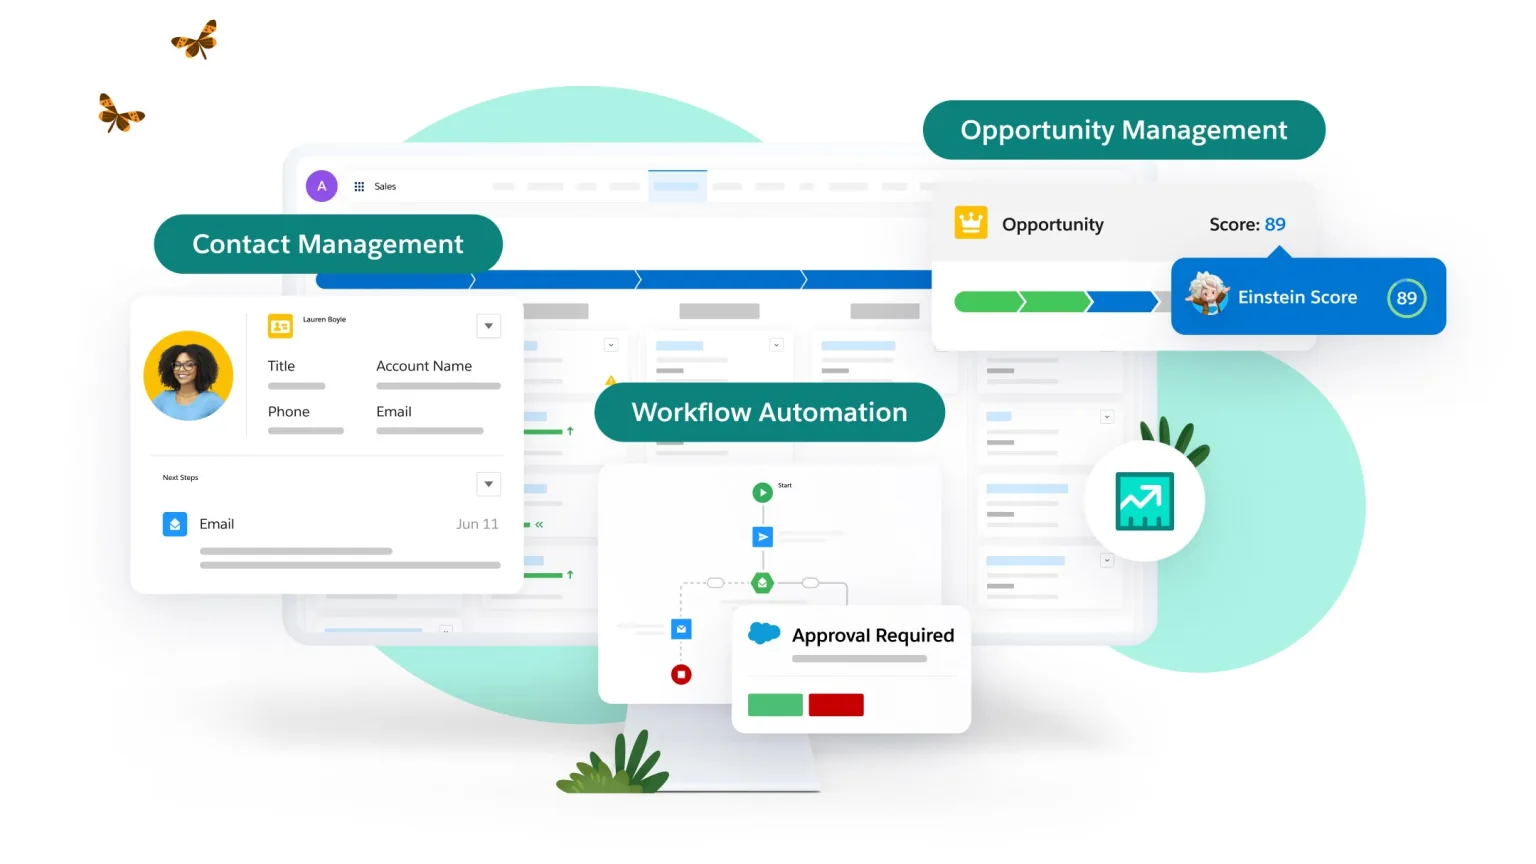 Opportunity Management
A
Sales
Contact Management
Opportunity
Score: 89
Einstein Score
89
Lauren Boyle
Title
Account Name
Phone
Email
Workflow Automation
Next Steps
Email
Jun 11
Start
Approval Required